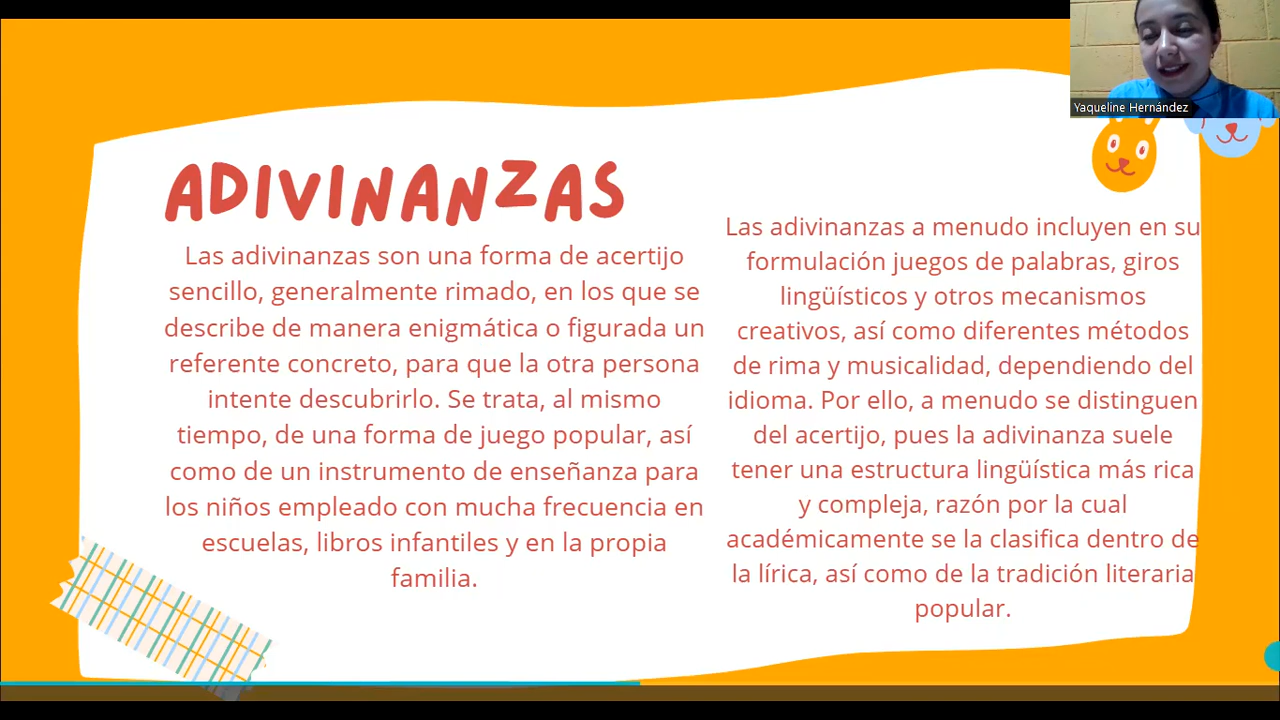 Yaqueline Hernández
ADIVINANZAS
Las adivinanzas son una forma de acertijo
sencillo, generalmente rimado, en los que se
describe de manera enigmática o figurada un
referente concreto, para que la otra persona
intente descubrirlo. Se trata, al mismo
tiempo, de una forma de juego popular, así
como de un instrumento de enseñanza para
los niños empleado con mucha frecuencia en
escuelas, libros infantiles y en la propia
familia.
Las adivinanzas a menudo incluyen en su
formulación juegos de palabras, giros
lingüísticos y otros mecanismos
creativos, así como diferentes métodos
de rima y musicalidad, dependiendo del
idioma. Por ello, a menudo se distinguen
del acertijo, pues la adivinanza suele
tener una estructura lingüística más rica
y compleja, razón por la cual
académicamente se la clasifica dentro de
la lírica, así como de la tradición literaria
popular.